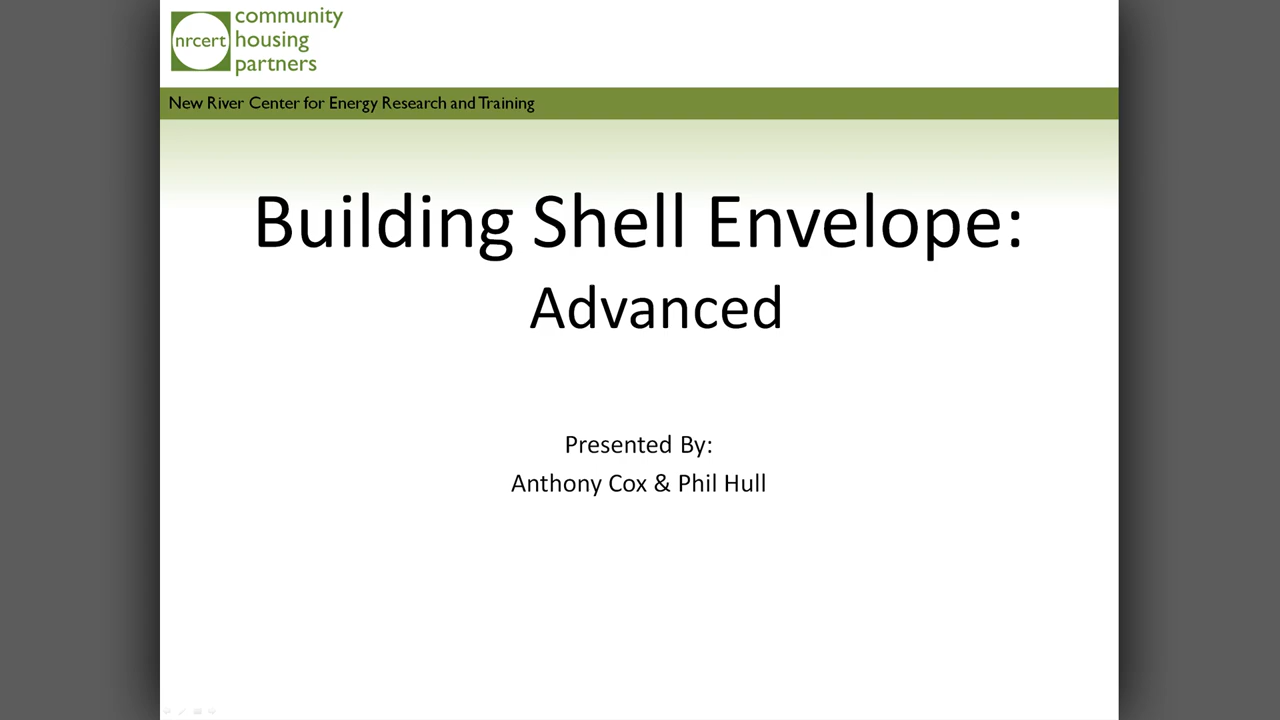 community
nrcert housing
partners
New River Center for Energy Research and Training
Building Shell Envelope:
Advanced
Presented By:
Anthony Cox & Phil Hull